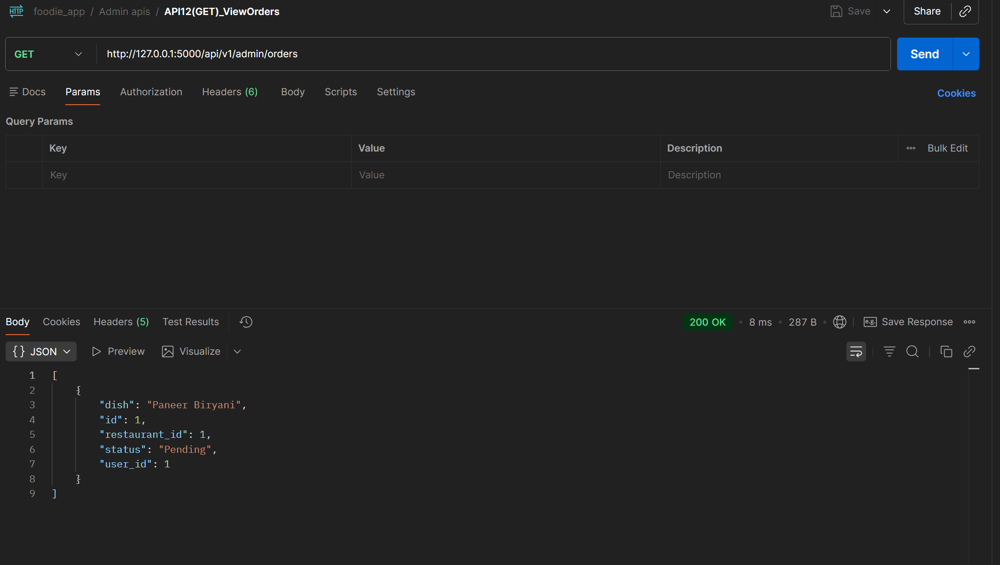 HTTP foodie_app / Admin apis / API12(GET)_ViewOrders Save Share
GET http://127.0.0.1:5000/api/v1/admin/orders Send
Docs Params Authorization Headers (6) Body Scripts Settings Cookies
Query Params
Key Value Description Bulk Edit
Key Value Description
Body Cookies Headers (5) Test Results 200 OK • 8 ms • 287 B • e.g. Save Response
{} JSON Preview Visualize
1 [
2 {
3 "dish": "Paneer Biryani",
4 "id": 1,
5 "restaurant_id": 1,
6 "status": "Pending",
7 "user_id": 1
8 }
9 ]